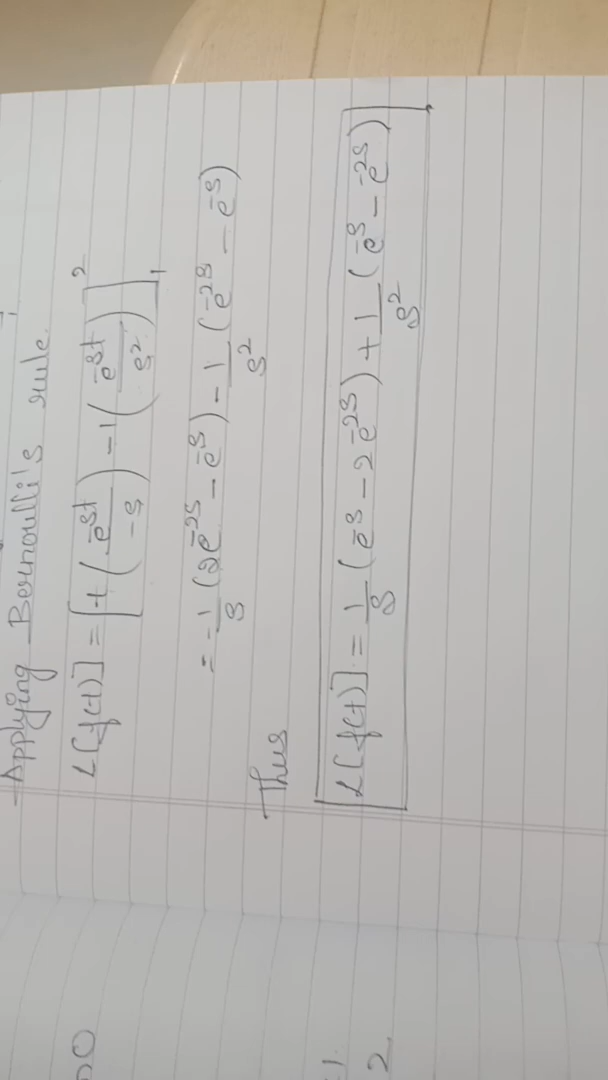 Applying Bernoulli's rule
L[f(t)] = [t(e^-st/-s) - 1(e^-st/s^2)]_1^2
= -1/s (2e^-2s - e^-s) - 1/s^2 (e^-2s - e^-s)
Thus
L[f(t)] = 1/s (e^-s - 2e^-2s) + 1/s^2 (e^-s - e^-2s)
2